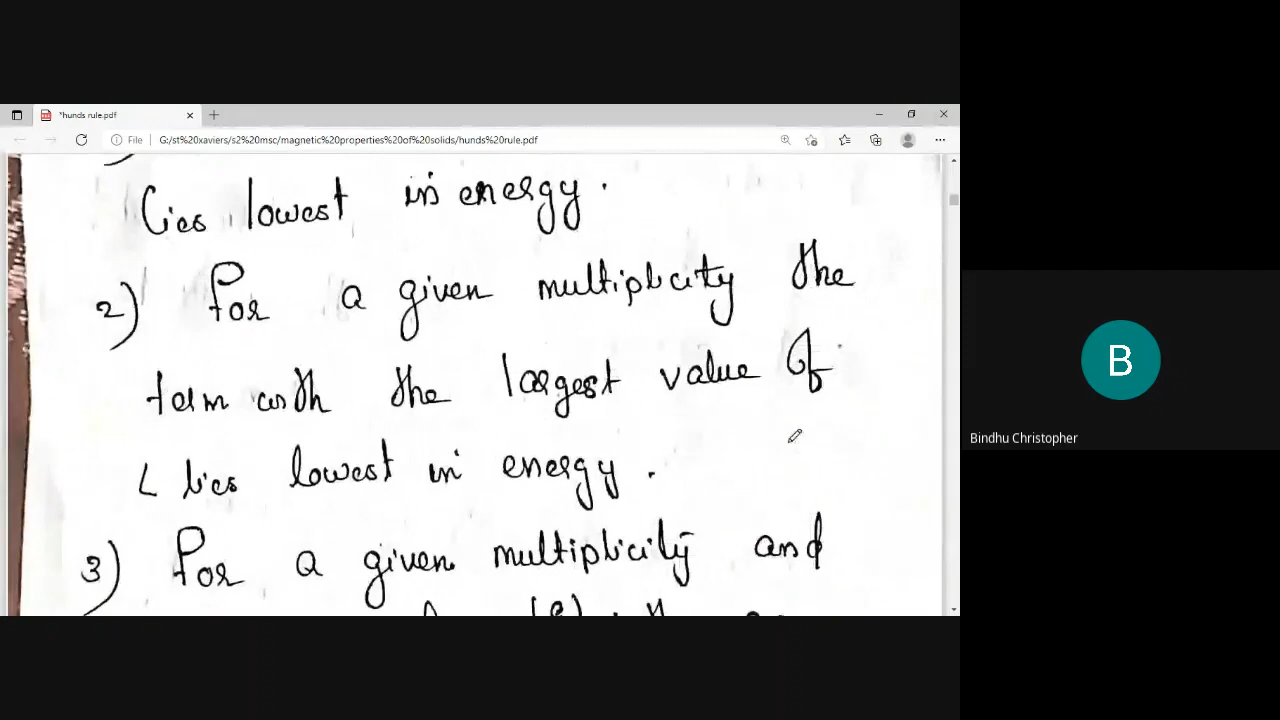 *hunds rule.pdf
File
G:/st%20xaviers/s2%20msc/magnetic%20properties%20of%20solids/hunds%20rule.pdf
lies lowest in energy.
2) For a given multiplicity the
term with the largest value of
L lies lowest in energy.
3) For a given multiplicity and
B
Bindhu Christopher